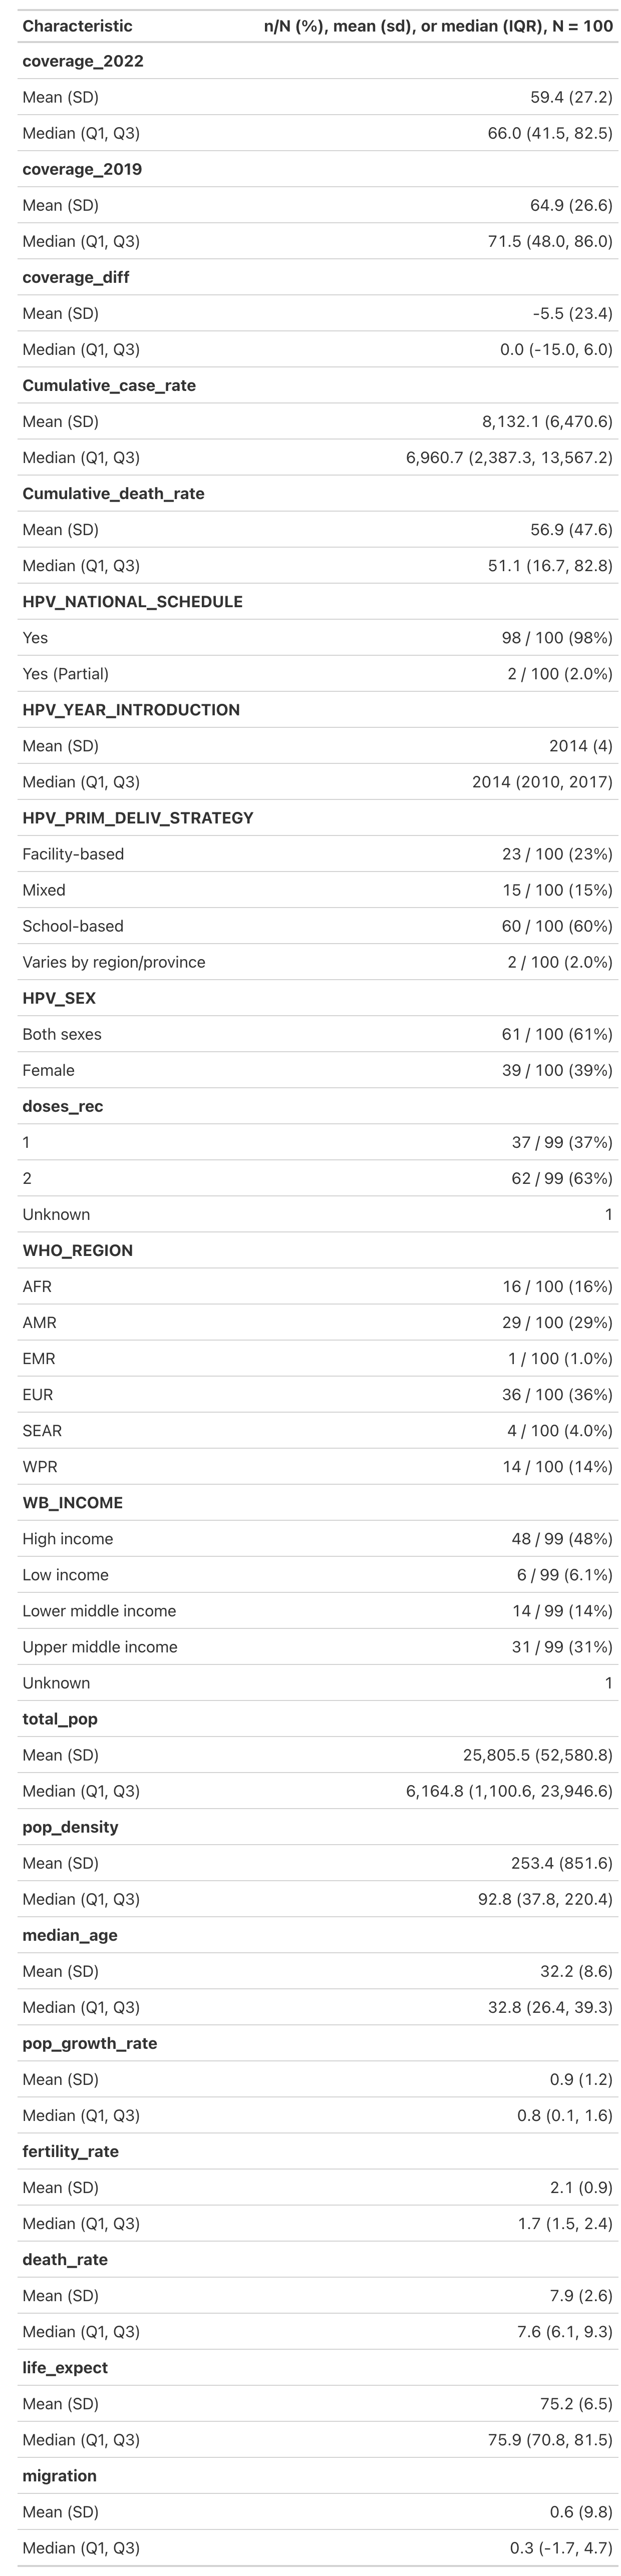 Characteristic n/N (%), mean (sd), or median (IQR), N = 100
coverage_2022
Mean (SD) 59.4 (27.2)
Median (Q1, Q3) 66.0 (41.5, 82.5)
coverage_2019
Mean (SD) 64.9 (26.6)
Median (Q1, Q3) 71.5 (48.0, 86.0)
coverage_diff
Mean (SD) -5.5 (23.4)
Median (Q1, Q3) 0.0 (-15.0, 6.0)
Cumulative_case_rate
Mean (SD) 8,132.1 (6,470.6)
Median (Q1, Q3) 6,960.7 (2,387.3, 13,567.2)
Cumulative_death_rate
Mean (SD) 56.9 (47.6)
Median (Q1, Q3) 51.1 (16.7, 82.8)
HPV_NATIONAL_SCHEDULE
Yes 98 / 100 (98%)
Yes (Partial) 2 / 100 (2.0%)
HPV_YEAR_INTRODUCTION
Mean (SD) 2014 (4)
Median (Q1, Q3) 2014 (2010, 2017)
HPV_PRIM_DELIV_STRATEGY
Facility-based 23 / 100 (23%)
Mixed 15 / 100 (15%)
School-based 60 / 100 (60%)
Varies by region/province 2 / 100 (2.0%)
HPV_SEX
Both sexes 61 / 100 (61%)
Female 39 / 100 (39%)
doses_rec
1 37 / 99 (37%)
2 62 / 99 (63%)
Unknown 1
WHO_REGION
AFR 16 / 100 (16%)
AMR 29 / 100 (29%)
EMR 1 / 100 (1.0%)
EUR 36 / 100 (36%)
SEAR 4 / 100 (4.0%)
WPR 14 / 100 (14%)
WB_INCOME
High income 48 / 99 (48%)
Low income 6 / 99 (6.1%)
Lower middle income 14 / 99 (14%)
Upper middle income 31 / 99 (31%)
Unknown 1
total_pop
Mean (SD) 25,805.5 (52,580.8)
Median (Q1, Q3) 6,164.8 (1,100.6, 23,946.6)
pop_density
Mean (SD) 253.4 (851.6)
Median (Q1, Q3) 92.8 (37.8, 220.4)
median_age
Mean (SD) 32.2 (8.6)
Median (Q1, Q3) 32.8 (26.4, 39.3)
pop_growth_rate
Mean (SD) 0.9 (1.2)
Median (Q1, Q3) 0.8 (0.1, 1.6)
fertility_rate
Mean (SD) 2.1 (0.9)
Median (Q1, Q3) 1.7 (1.5, 2.4)
death_rate
Mean (SD) 7.9 (2.6)
Median (Q1, Q3) 7.6 (6.1, 9.3)
life_expect
Mean (SD) 75.2 (6.5)
Median (Q1, Q3) 75.9 (70.8, 81.5)
migration
Mean (SD) 0.6 (9.8)
Median (Q1, Q3) 0.3 (-1.7, 4.7)